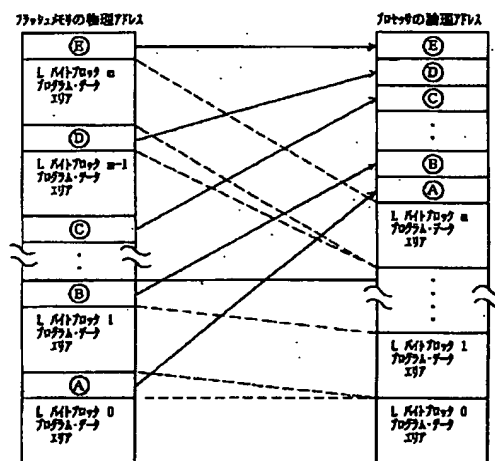 フラッシュメモリの物理アドレス
Ⓔ
L バイトブロック m
プログラム・データ
エリア
Ⓓ
L バイトブロック m-1
プログラム・データ
エリア
Ⓒ
Ⓑ
L バイトブロック 1
プログラム・データ
エリア
Ⓐ
L バイトブロック 0
プログラム・データ
エリア
プロセッサの論理アドレス
Ⓔ
Ⓓ
Ⓒ
Ⓑ
Ⓐ
L バイトブロック m
プログラム・データ
エリア
L バイトブロック 1
プログラム・データ
エリア
L バイトブロック 0
プログラム・データ
エリア